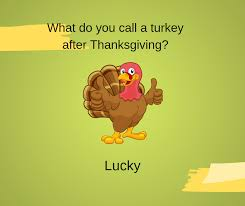 What do you call a turkey
after Thanksgiving?
Lucky